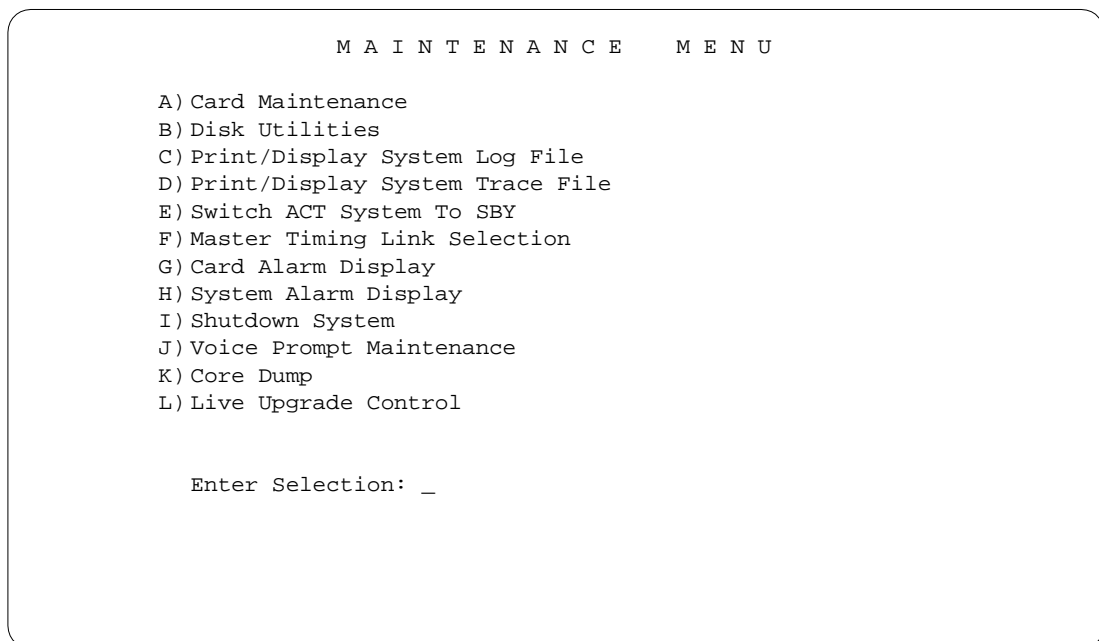 M A I N T E N A N C E   M E N U
A) Card Maintenance
B) Disk Utilities
C) Print/Display System Log File
D) Print/Display System Trace File
E) Switch ACT System To SBY
F) Master Timing Link Selection
G) Card Alarm Display
H) System Alarm Display
I) Shutdown System
J) Voice Prompt Maintenance
K) Core Dump
L) Live Upgrade Control
Enter Selection: _